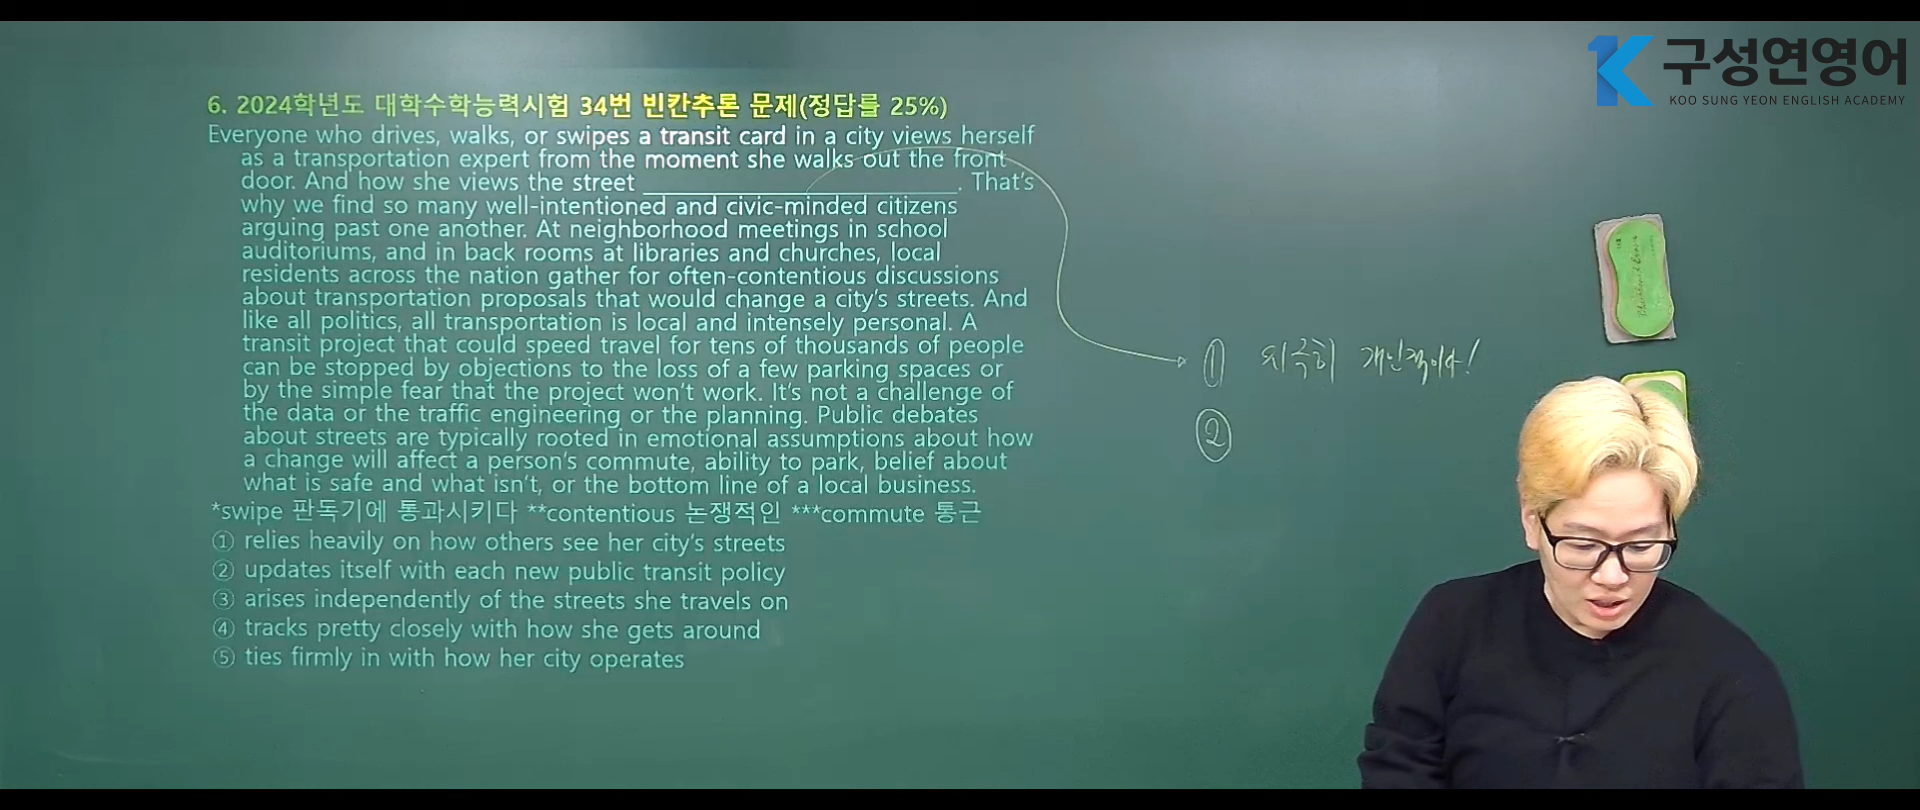 구성연영어
KOO SUNG YEON ENGLISH ACADEMY
6. 2024학년도 대학수학능력시험 34번 빈칸추론 문제(정답률 25%)
Everyone who drives, walks, or swipes a transit card in a city views herself
as a transportation expert from the moment she walks out the front
door. And how she views the street ______________________. That's
why we find so many well-intentioned and civic-minded citizens
arguing past one another. At neighborhood meetings in school
auditoriums, and in back rooms at libraries and churches, local
residents across the nation gather for often-contentious discussions
about transportation proposals that would change a city's streets. And
like all politics, all transportation is local and intensely personal. A
transit project that could speed travel for tens of thousands of people
can be stopped by objections to the loss of a few parking spaces or
by the simple fear that the project won't work. It's not a challenge of
the data or the traffic engineering or the planning. Public debates
about streets are typically rooted in emotional assumptions about how
a change will affect a person's commute, ability to park, belief about
what is safe and what isn't, or the bottom line of a local business.
*swipe 판독기에 통과시키다 **contentious 논쟁적인 ***commute 통근
① relies heavily on how others see her city's streets
② updates itself with each new public transit policy
③ arises independently of the streets she travels on
④ tracks pretty closely with how she gets around
⑤ ties firmly in with how her city operates
① 지극히 개인적이다!
②